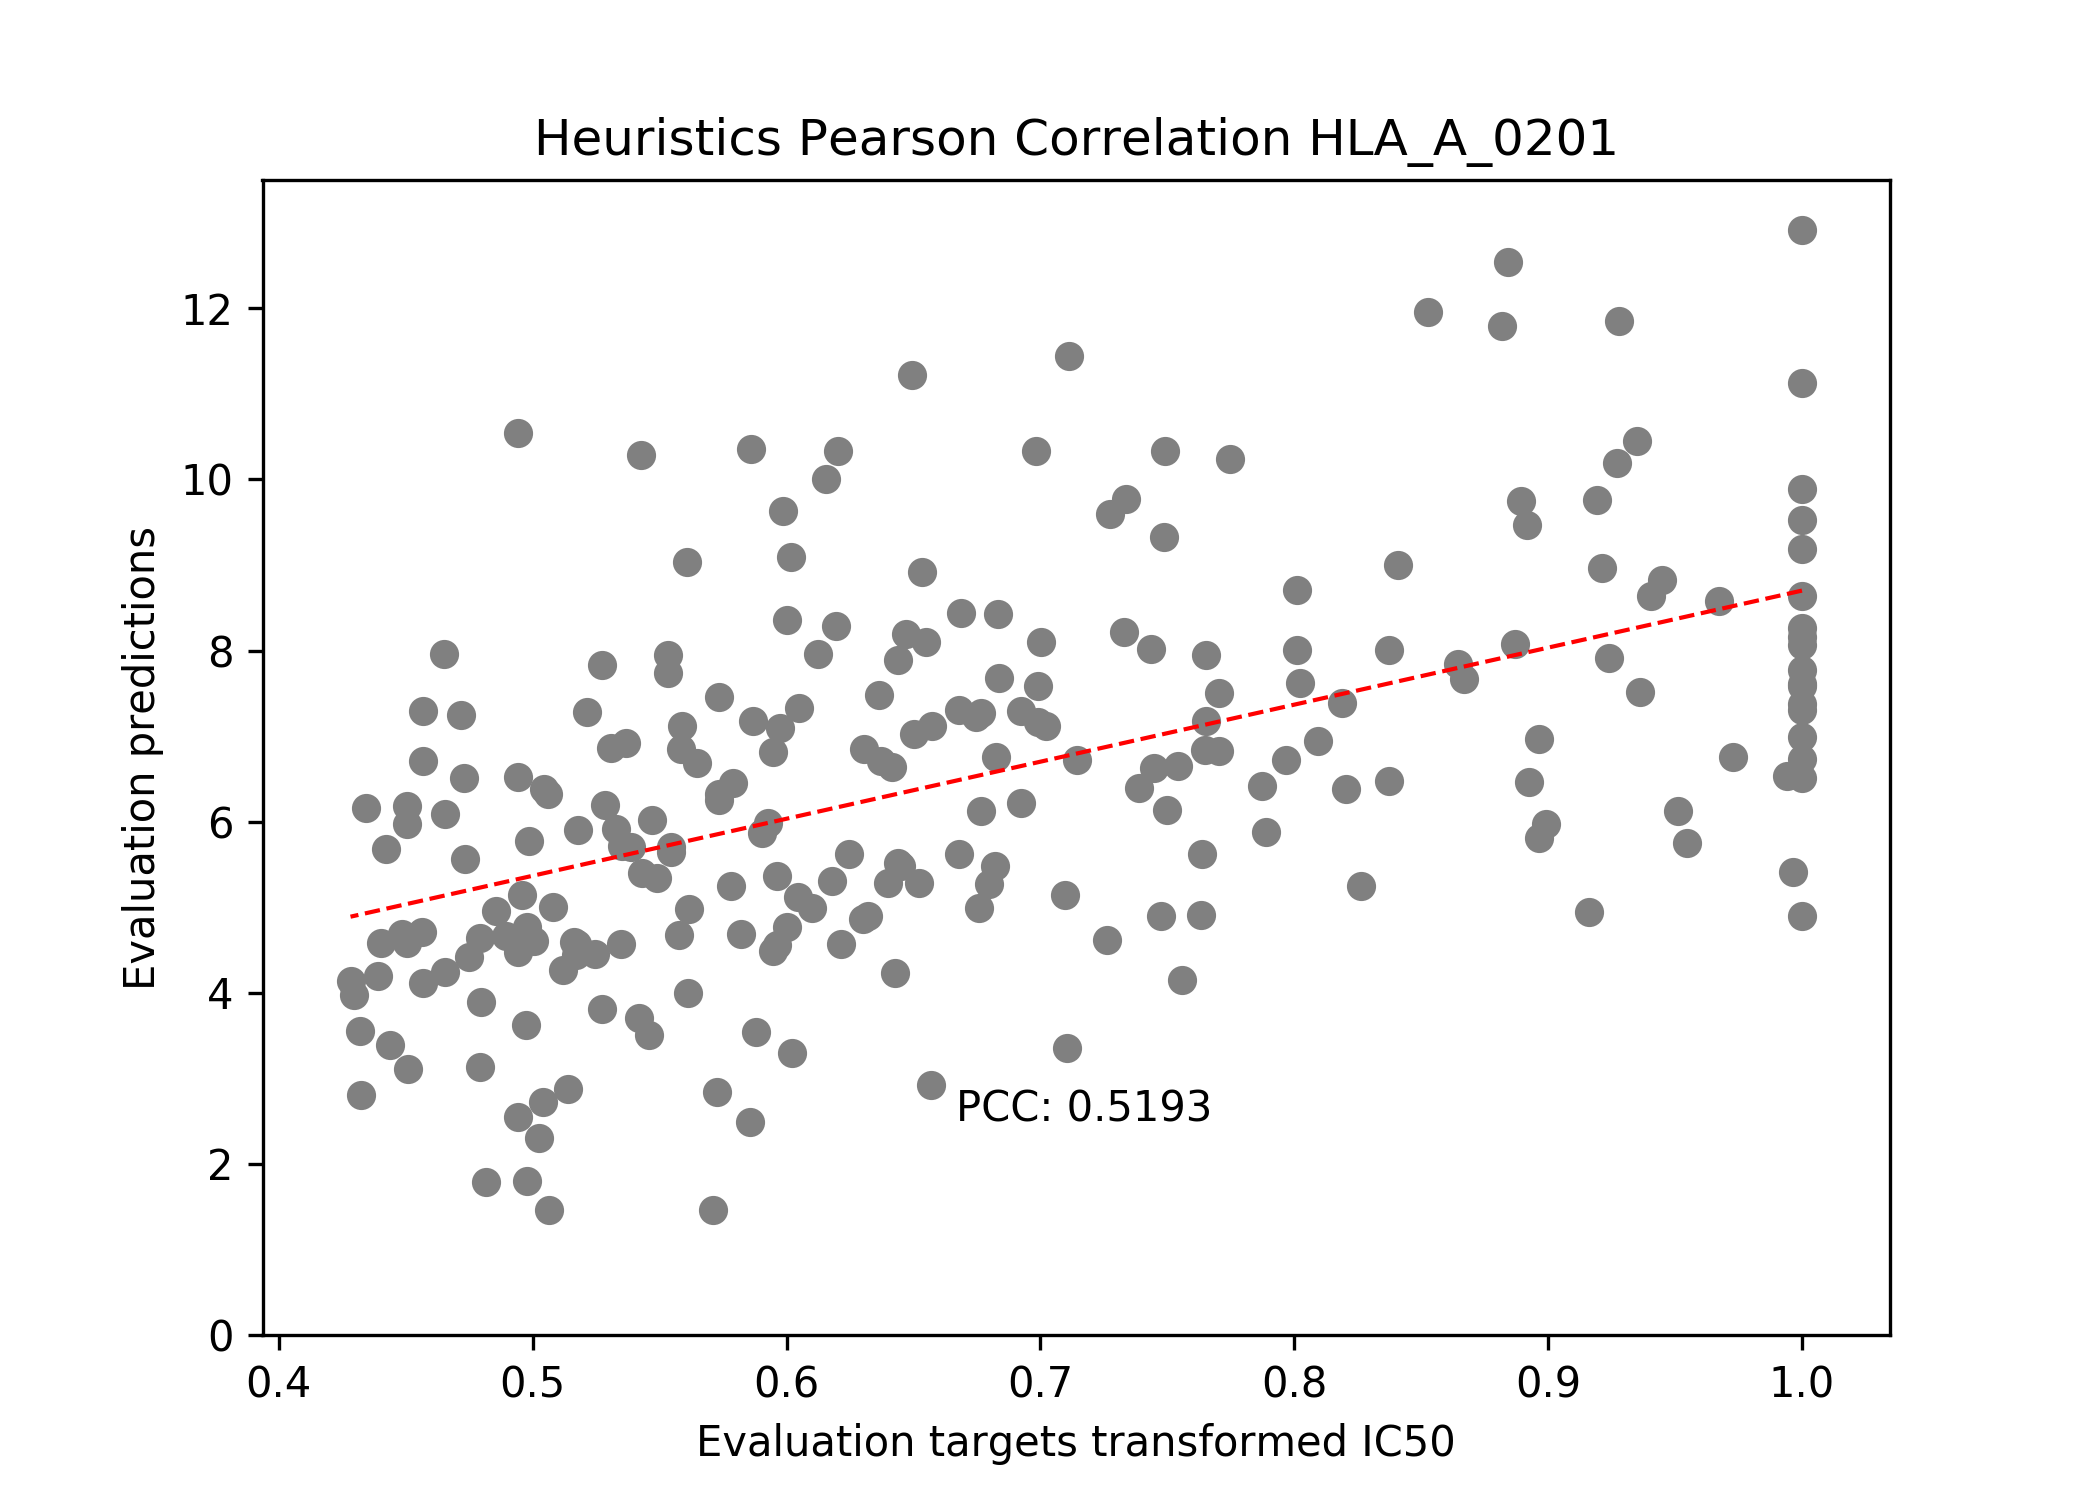 Heuristics Pearson Correlation HLA_A_0201
12
10
8
6
4
2
0
Evaluation predictions
PCC: 0.5193
0.4 0.5 0.6 0.7 0.8 0.9 1.0
Evaluation targets transformed IC50